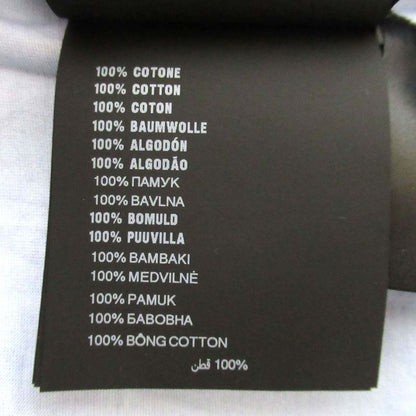 100% COTONE
100% COTTON
100% COTON
100% BAUMWOLLE
100% ALGODÓN
100% ALGODÃO
100% ПАМУК
100% BAVLNA
100% BOMULD
100% PUUVILLA
100% BAMBAKI
100% MEDVILNĖ
100% PAMUK
100% БАВОВНА
100% BÔNG COTTON
100% قطن